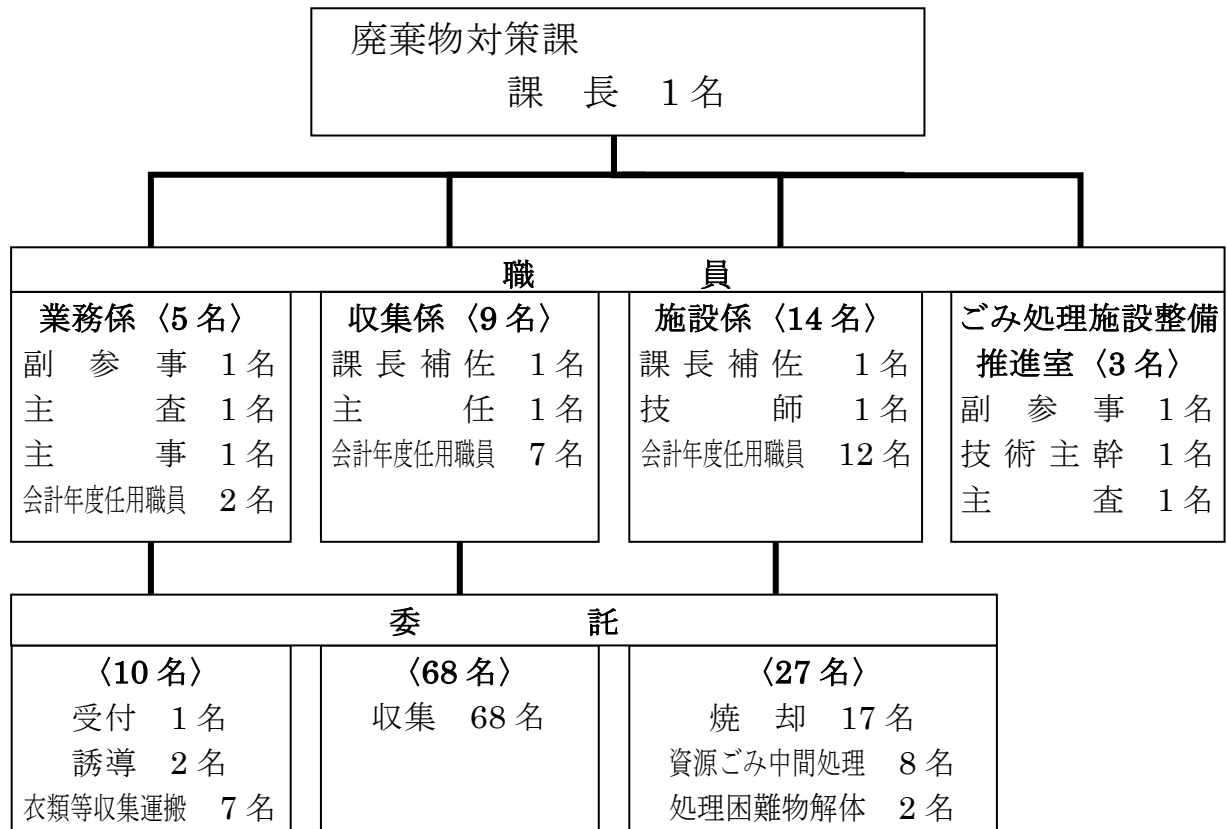 廃棄物対策課
課 長 1名
職 員
業務係〈5名〉
副 参 事 1名
主 査 1名
主 事 1名
会計年度任用職員 2名
収集係〈9名〉
課長補佐 1名
主 任 1名
会計年度任用職員 7名
施設係〈14名〉
課長補佐 1名
技 師 1名
会計年度任用職員 12名
ごみ処理施設整備
推進室〈3名〉
副 参 事 1名
技術主幹 1名
主 査 1名
委 託
〈10名〉
受付 1名
誘導 2名
衣類等収集運搬 7名
〈68名〉
収集 68名
〈27名〉
焼 却 17名
資源ごみ中間処理 8名
処理困難物解体 2名